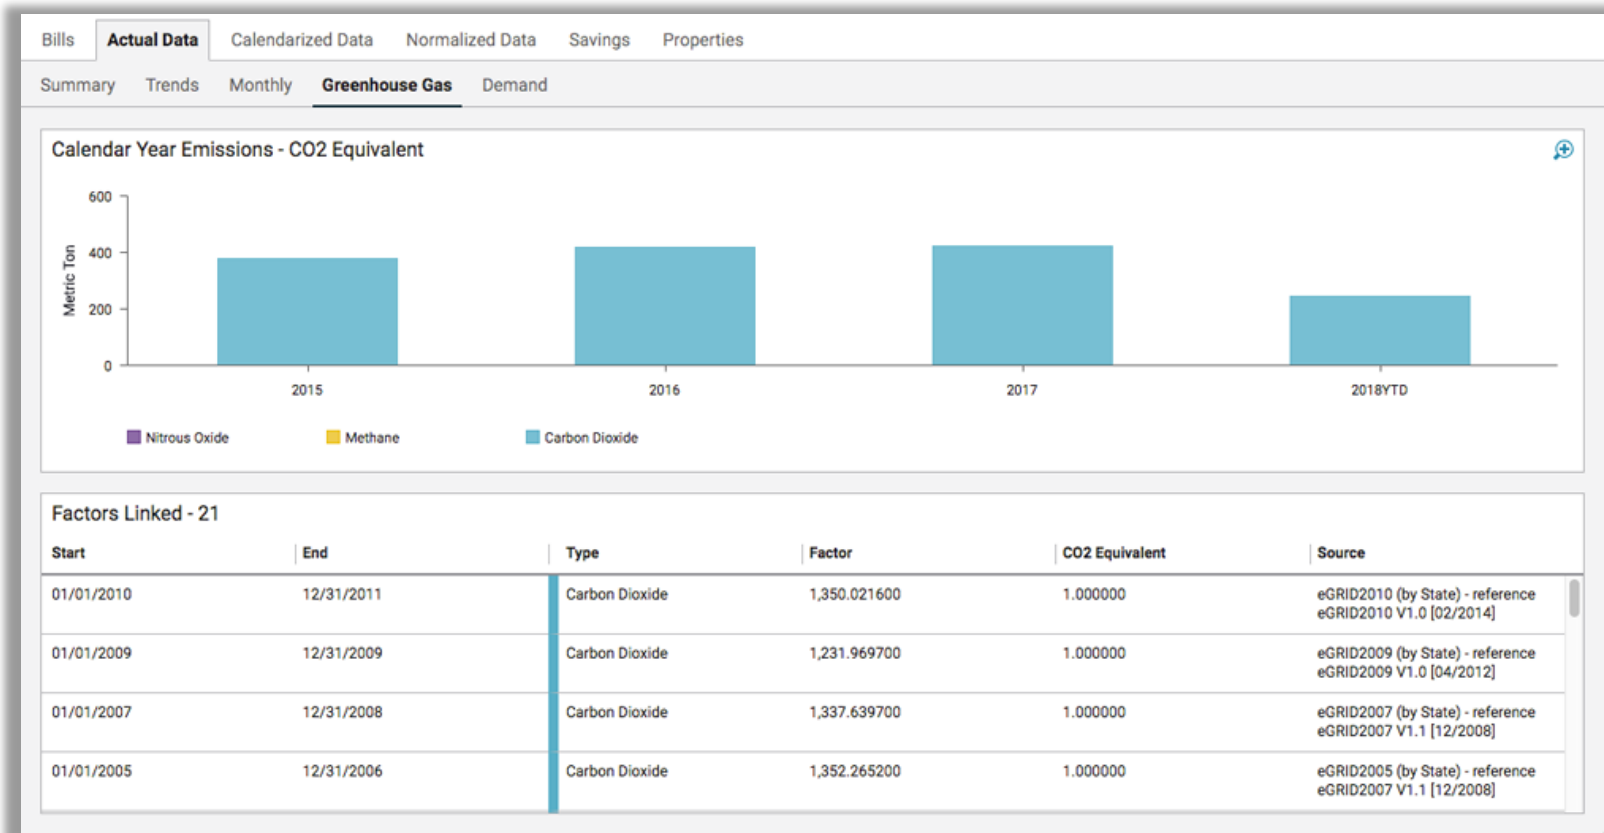 Bills Actual Data Calendarized Data Normalized Data Savings Properties
Summary Trends Monthly Greenhouse Gas Demand
Calendar Year Emissions - CO2 Equivalent
600
400
200
0
Metric Ton
2015 2016 2017 2018YTD
Nitrous Oxide Methane Carbon Dioxide
Factors Linked - 21
Start End Type Factor CO2 Equivalent Source
01/01/2010 12/31/2011 Carbon Dioxide 1,350.021600 1.000000 eGRID2010 (by State) - reference
eGRID2010 V1.0 [02/2014]
01/01/2009 12/31/2009 Carbon Dioxide 1,231.969700 1.000000 eGRID2009 (by State) - reference
eGRID2009 V1.0 [04/2012]
01/01/2007 12/31/2008 Carbon Dioxide 1,337.639700 1.000000 eGRID2007 (by State) - reference
eGRID2007 V1.1 [12/2008]
01/01/2005 12/31/2006 Carbon Dioxide 1,352.265200 1.000000 eGRID2005 (by State) - reference
eGRID2007 V1.1 [12/2008]